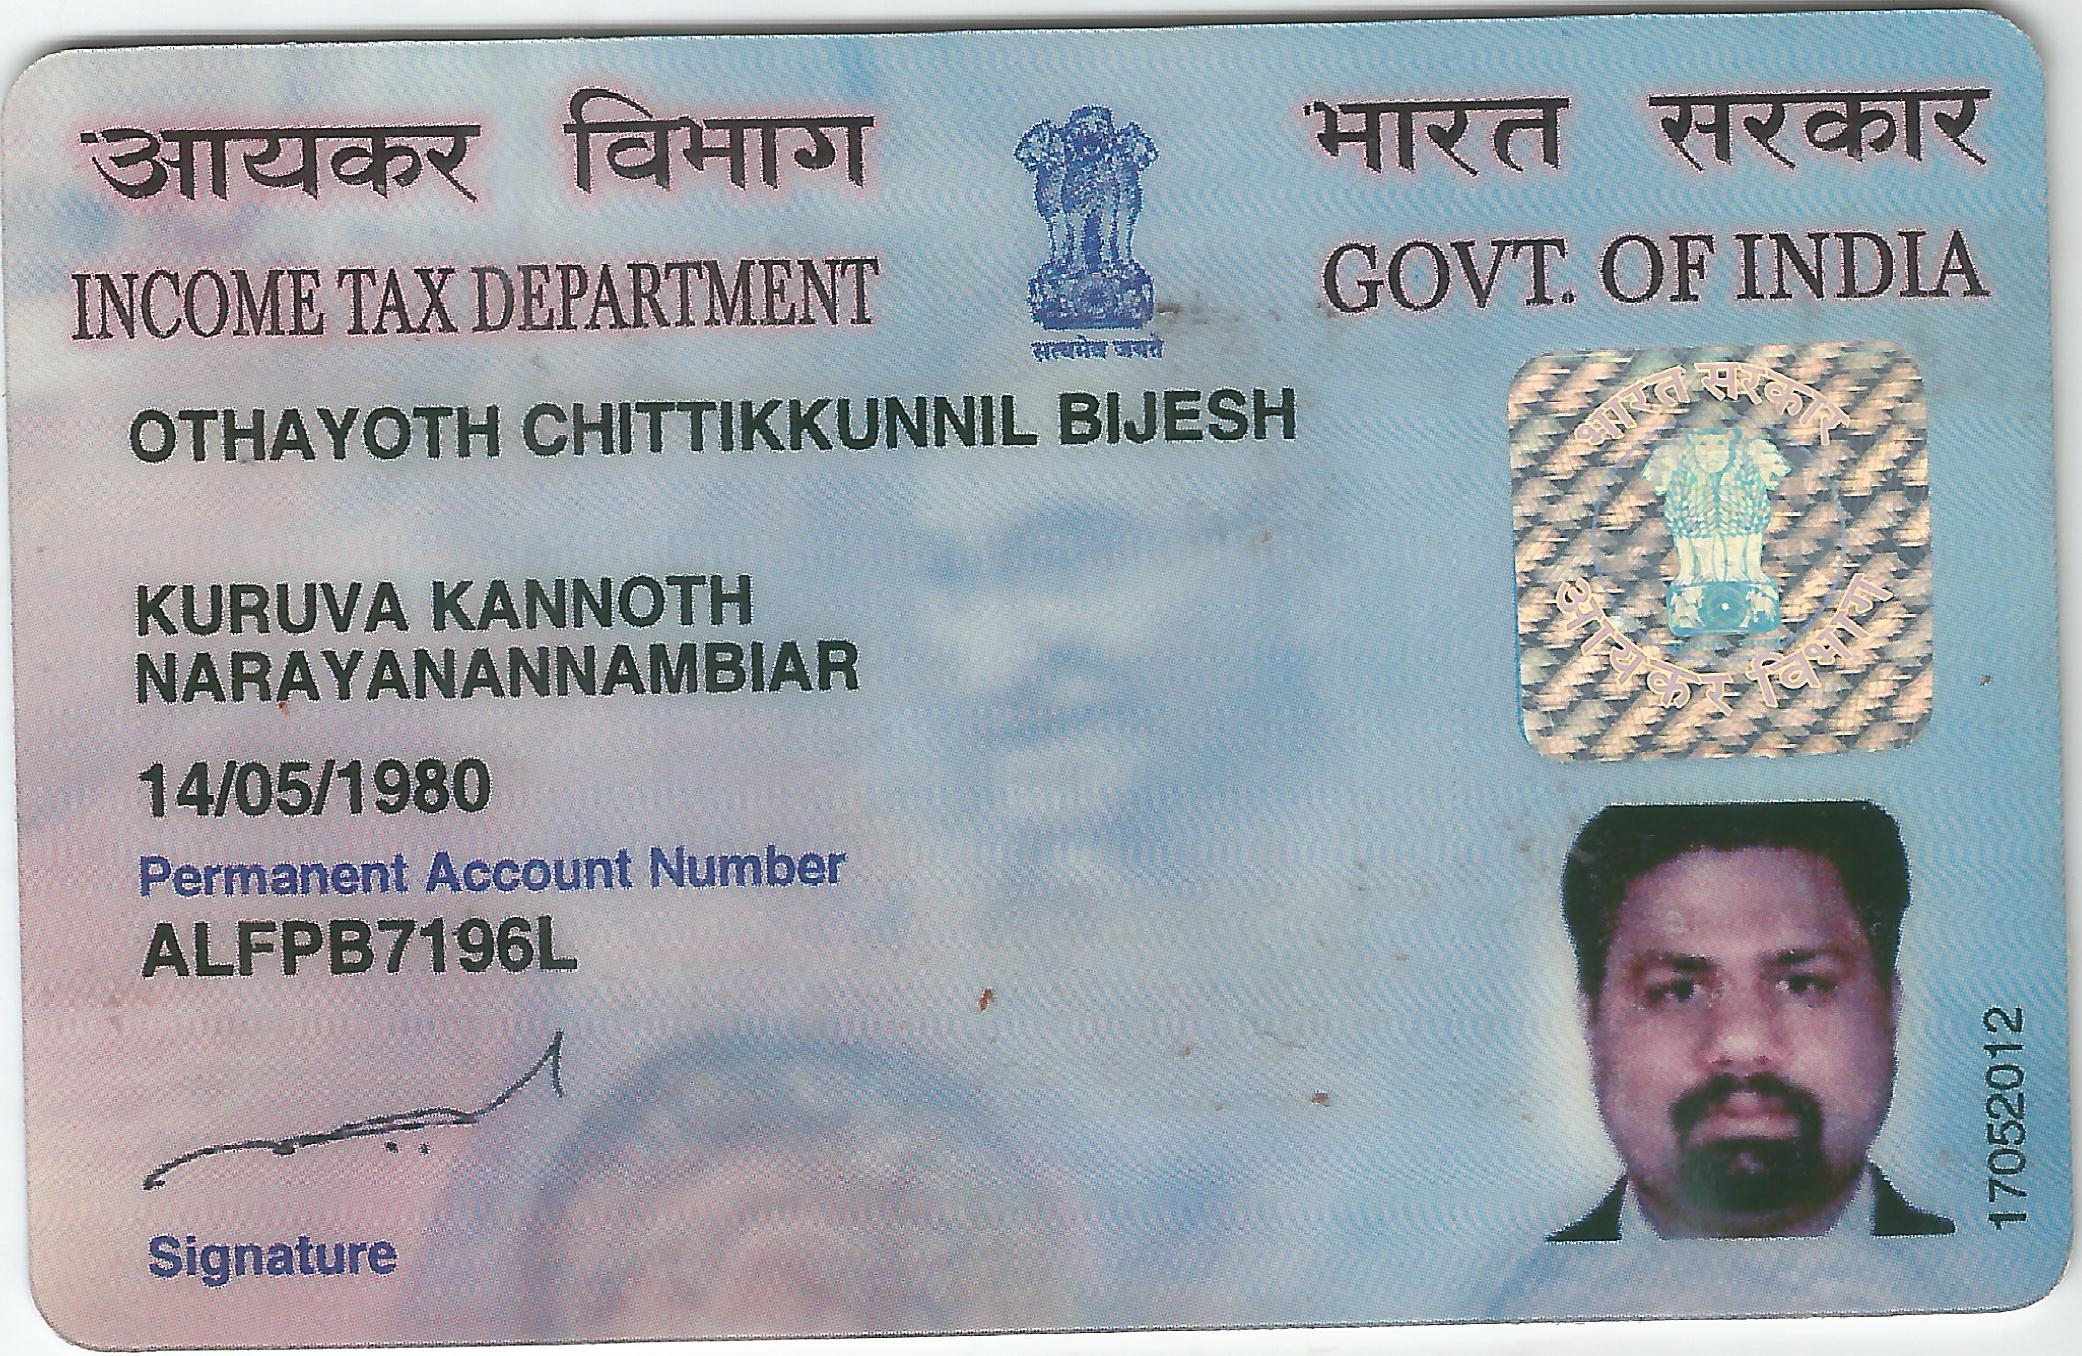 आयकर विभाग
भारत सरकार
INCOME TAX DEPARTMENT
GOVT. OF INDIA
सत्यमेव जयते
OTHAYOTH CHITTIKKUNNIL BIJESH
भारत सरकार
आयकर विभाग
KURUVA KANNOTH
NARAYANANNAMBIAR
14/05/1980
Permanent Account Number
ALFPB7196L
Signature
17052012